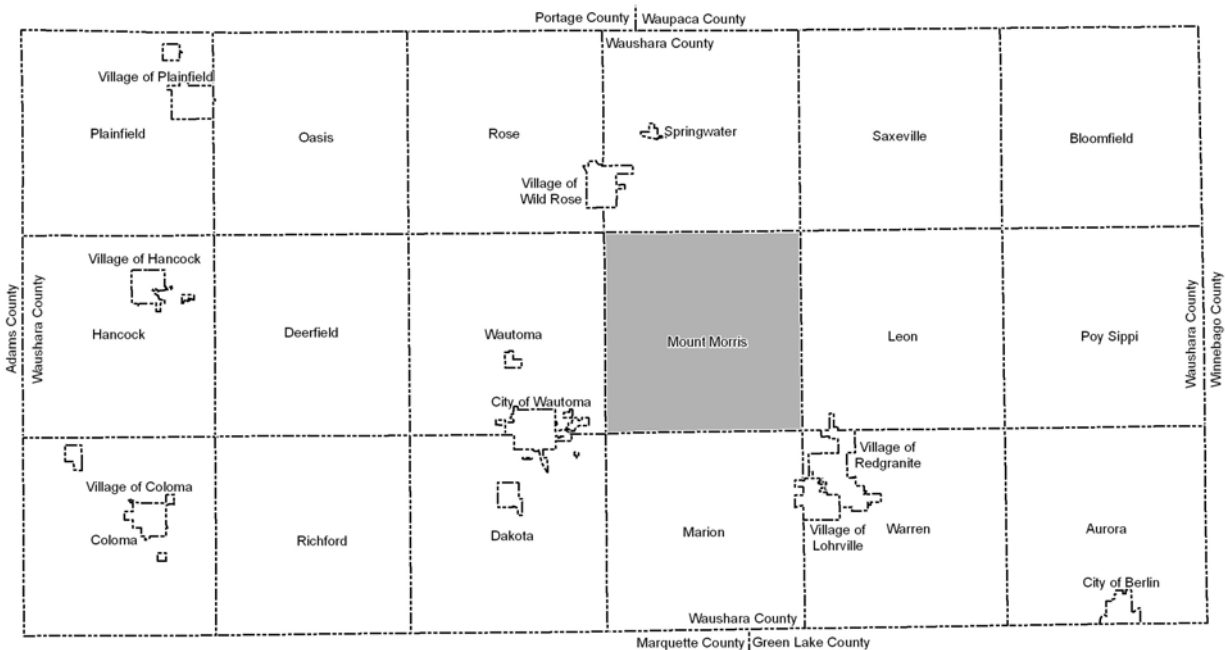 Portage County
Waupaca County
Waushara County
Village of Plainfield
Plainfield
Oasis
Rose
Springwater
Saxeville
Bloomfield
Village of
Wild Rose
Adams County
Waushara County
Village of Hancock
Hancock
Deerfield
Wautoma
City of Wautoma
Mount Morris
Leon
Poy Sippi
Waushara County
Winnebago County
Village of Coloma
Coloma
Richford
Dakota
Marion
Village of
Redgranite
Village of
Lohrville
Warren
Aurora
City of Berlin
Waushara County
Marquette County
Green Lake County